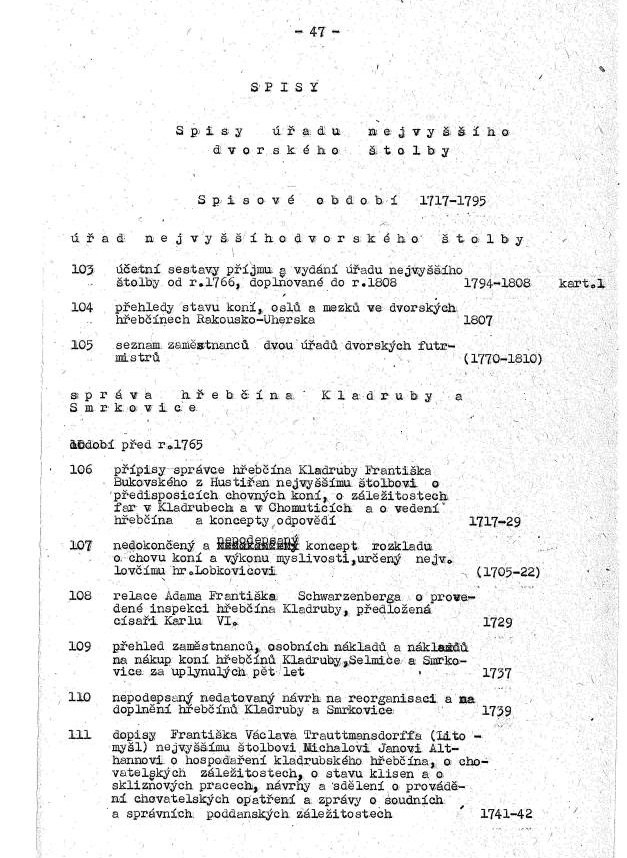 - 47 -
S P I S Y
S p i s y   ú ř a d u   n e j v y š š í h o
d v o r s k é h o   š t o l b y
S p i s o v é   o b d o b í   1717-1795
ú ř a d   n e j v y š š í h o d v o r s k é h o   š t o l b y
103 účetní sestavy příjmu a vydání úřadu nejvyššího
štolby od r.1766, doplňované do r.1808 1794-1808 kart.1
104 přehledy stavu koní, oslů a mezků ve dvorských
hřebčínech Rakousko-Uherska 1807
105 seznam zaměstnanců dvou úřadů dvorských futr-
mistrů (1770-1810)
s p r á v a   h ř e b č í n a   K l a d r u b y   a
S m r k o v i c e
období před r.1765
106 přípisy správce hřebčína Kladruby Františka
Bukovského z Hustiřan nejvyššímu štolbovi o
předisposicích chovných koní, o záležitostech
far v Kladrubech a v Chomuticích a o vedení
hřebčína a koncepty odpovědí 1717-29
nepodepsaný
107 nedokončený a nedokončený koncept rozkladu
o chovu koní a výkonu myslivosti,určený nejv.
lovčímu hr.Lobkovicovi (1705-22)
108 relace Adama Františka Schwarzenberga o prove-
dené inspekci hřebčína Kladruby, předložená
císaři Karlu VI. 1729
109 přehled zaměstnanců, osobních nákladů a nákladů
na nákup koní hřebčínů Kladruby,Selmice a Smrko-
vice za uplynulých pět let 1737
110 nepodepsaný nedatovaný návrh na reorganisaci a na
doplnění hřebčínů Kladruby a Smrkovice 1739
111 dopisy Františka Václava Trauttmansdorffa (Lito -
myšl) nejvyššímu štolbovi Michalovi Janovi Alt-
hannovi o hospodaření kladrubského hřebčína, o cho-
vatelských záležitostech, o stavu klisen a o
sklizňových pracech, návrhy a sdělení o provádě-
ní chovatelských opatření a zprávy o soudních
a správních poddanských záležitostech 1741-42